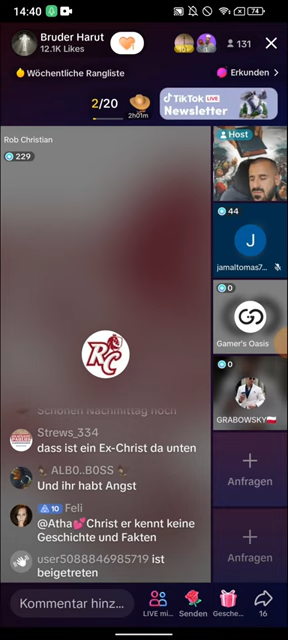 14:40
74
Bruder Harut
12.1K Likes
131
Wöchentliche Rangliste
Erkunden >
2/20
2h01m
TikTok LIVE
Newsletter
Rob Christian
229
RC
Host
44
J
jamaltomas7...
0
Gamer's Oasis
0
GRABOWSKY🇵🇱
Schönen Nachmittag noch
Strews_334
dass ist ein Ex-Christ da unten
ALB0..B0SS
Und ihr habt Angst
10 Feli
@Atha💕Christ er kennt keine
Geschichte und Fakten
user5088846985719 ist
beigetreten
+
Anfragen
+
Anfragen
Kommentar hinz...
LIVE mi...
Senden
Gesche...
16